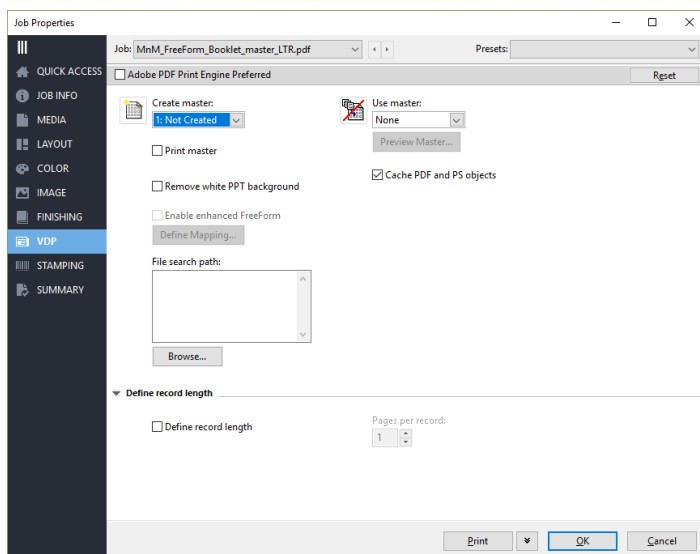 Job Properties
Job: MnM_FreeForm_Booklet_master_LTR.pdf
Presets:
QUICK ACCESS
JOB INFO
MEDIA
LAYOUT
COLOR
IMAGE
FINISHING
VDP
STAMPING
SUMMARY
Adobe PDF Print Engine Preferred
Reset
Create master:
1: Not Created
Print master
Remove white PPT background
Enable enhanced FreeForm
Define Mapping...
File search path:
Browse...
Use master:
None
Preview Master...
Cache PDF and PS objects
Define record length
Define record length
Pages per record:
1
Print
OK
Cancel